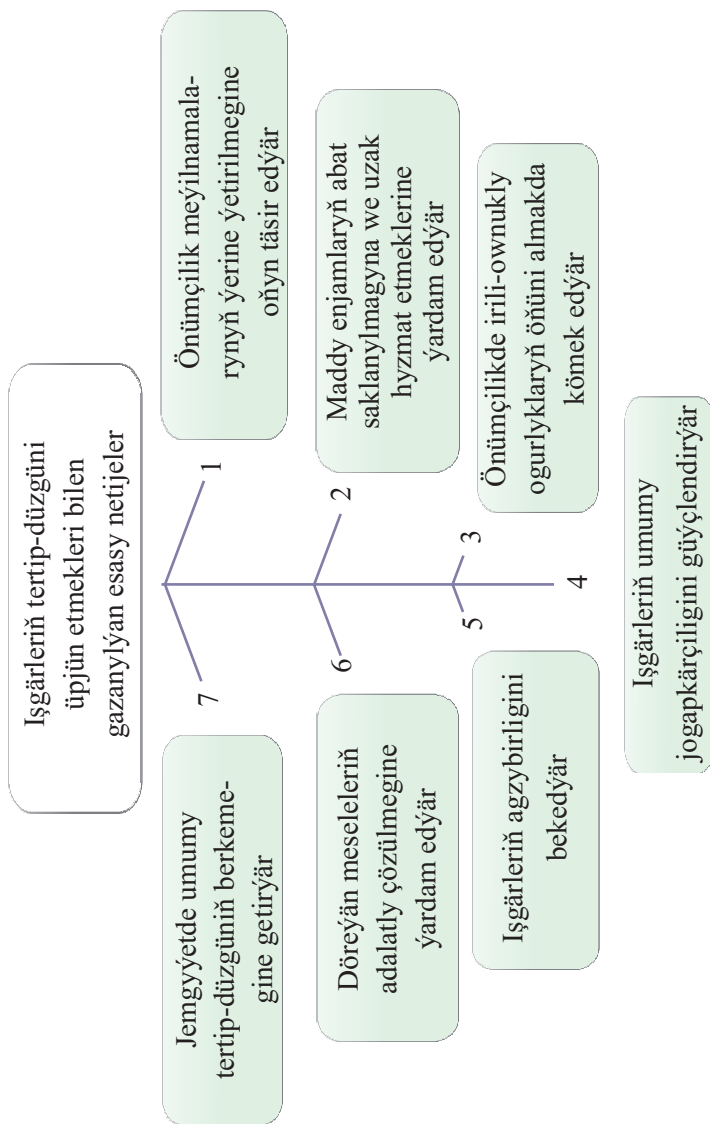 Işgärleriň tertip-düzgüni
üpjün etmekleri bilen
gazanylýan esasy netijeler
1
Önümçilik meýilnamala-
rynyň ýerine ýetirilmegine
oňyn täsir edýär
2
Maddy enjamlaryň abat
saklanylmagyna we uzak
hyzmat etmeklerine
ýardam edýär
3
Önümçilikde irili-ownukly
ogurlyklaryň öňüni almakda
kömek edýär
4
Işgärleriň umumy
jogapkärçiligini güýçlendirýär
5
Işgärleriň agzybirligini
bekedýär
6
Döreýän meseleleriň
adalatly çözülmegine
ýardam edýär
7
Jemgyýetde umumy
tertip-düzgüniň berkeme-
gine getirýär